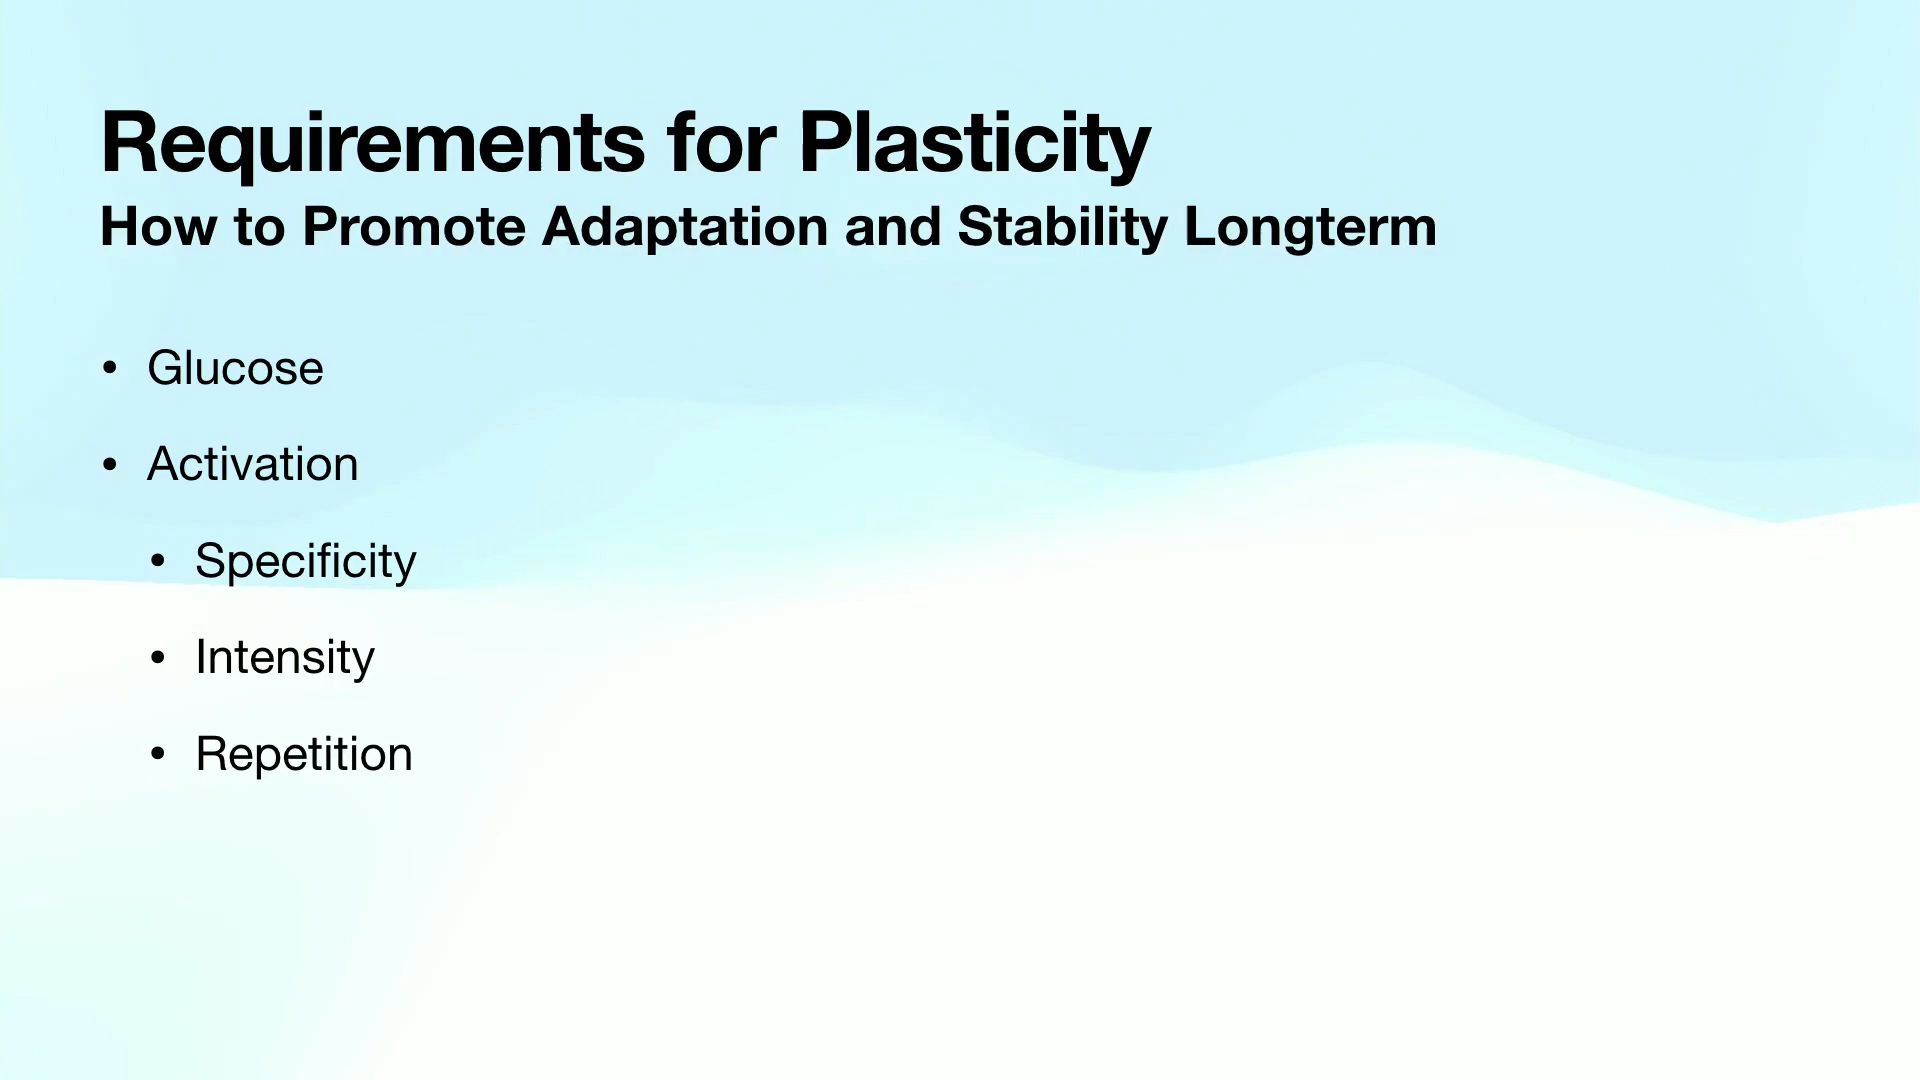 Requirements for Plasticity
How to Promote Adaptation and Stability Longterm
• Glucose
• Activation
• Specificity
• Intensity
• Repetition